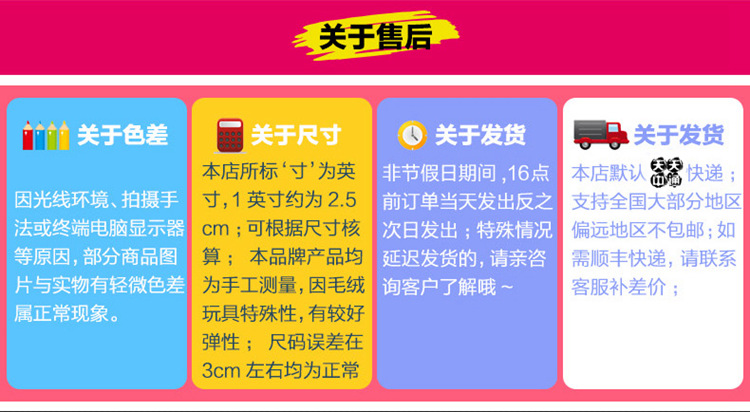 关于售后
关于色差
因光线环境、拍摄手
法或终端电脑显示器
等原因，部分商品图
片与实物有轻微色差
属正常现象。
关于尺寸
本店所标‘寸’为英
寸，1英寸约为2.5
cm；可根据尺寸核
算； 本品牌产品均
为手工测量，因毛绒
玩具特殊性，有较好
弹性； 尺码误差在
3cm左右均为正常
关于发货
非节假日期间，16点
前订单当天发出反之
次日发出；特殊情况
延迟发货的，请亲咨
询客户了解哦~
关于发货
本店默认天天中通快递；
支持全国大部分地区
偏远地区不包邮；如
需顺丰快递，请联系
客服补差价；